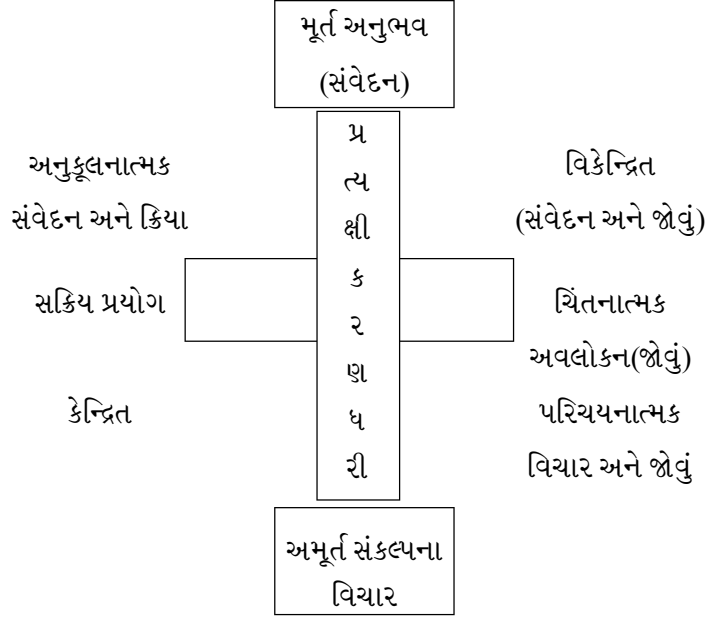 મૂર્ત અનુભવ
(સંવેદન)
પ્ર
ત્ય
ક્ષી
ક
ર
ણ
ધ
રી
અનુકૂલનાત્મક
સંવેદન અને ક્રિયા
સક્રિય પ્રયોગ
કેન્દ્રિત
વિકેન્દ્રિત
(સંવેદન અને જોવું)
ચિંતનાત્મક
અવલોકન(જોવું)
પરિચયનાત્મક
વિચાર અને જોવું
અમૂર્ત સંકલ્પના
વિચાર